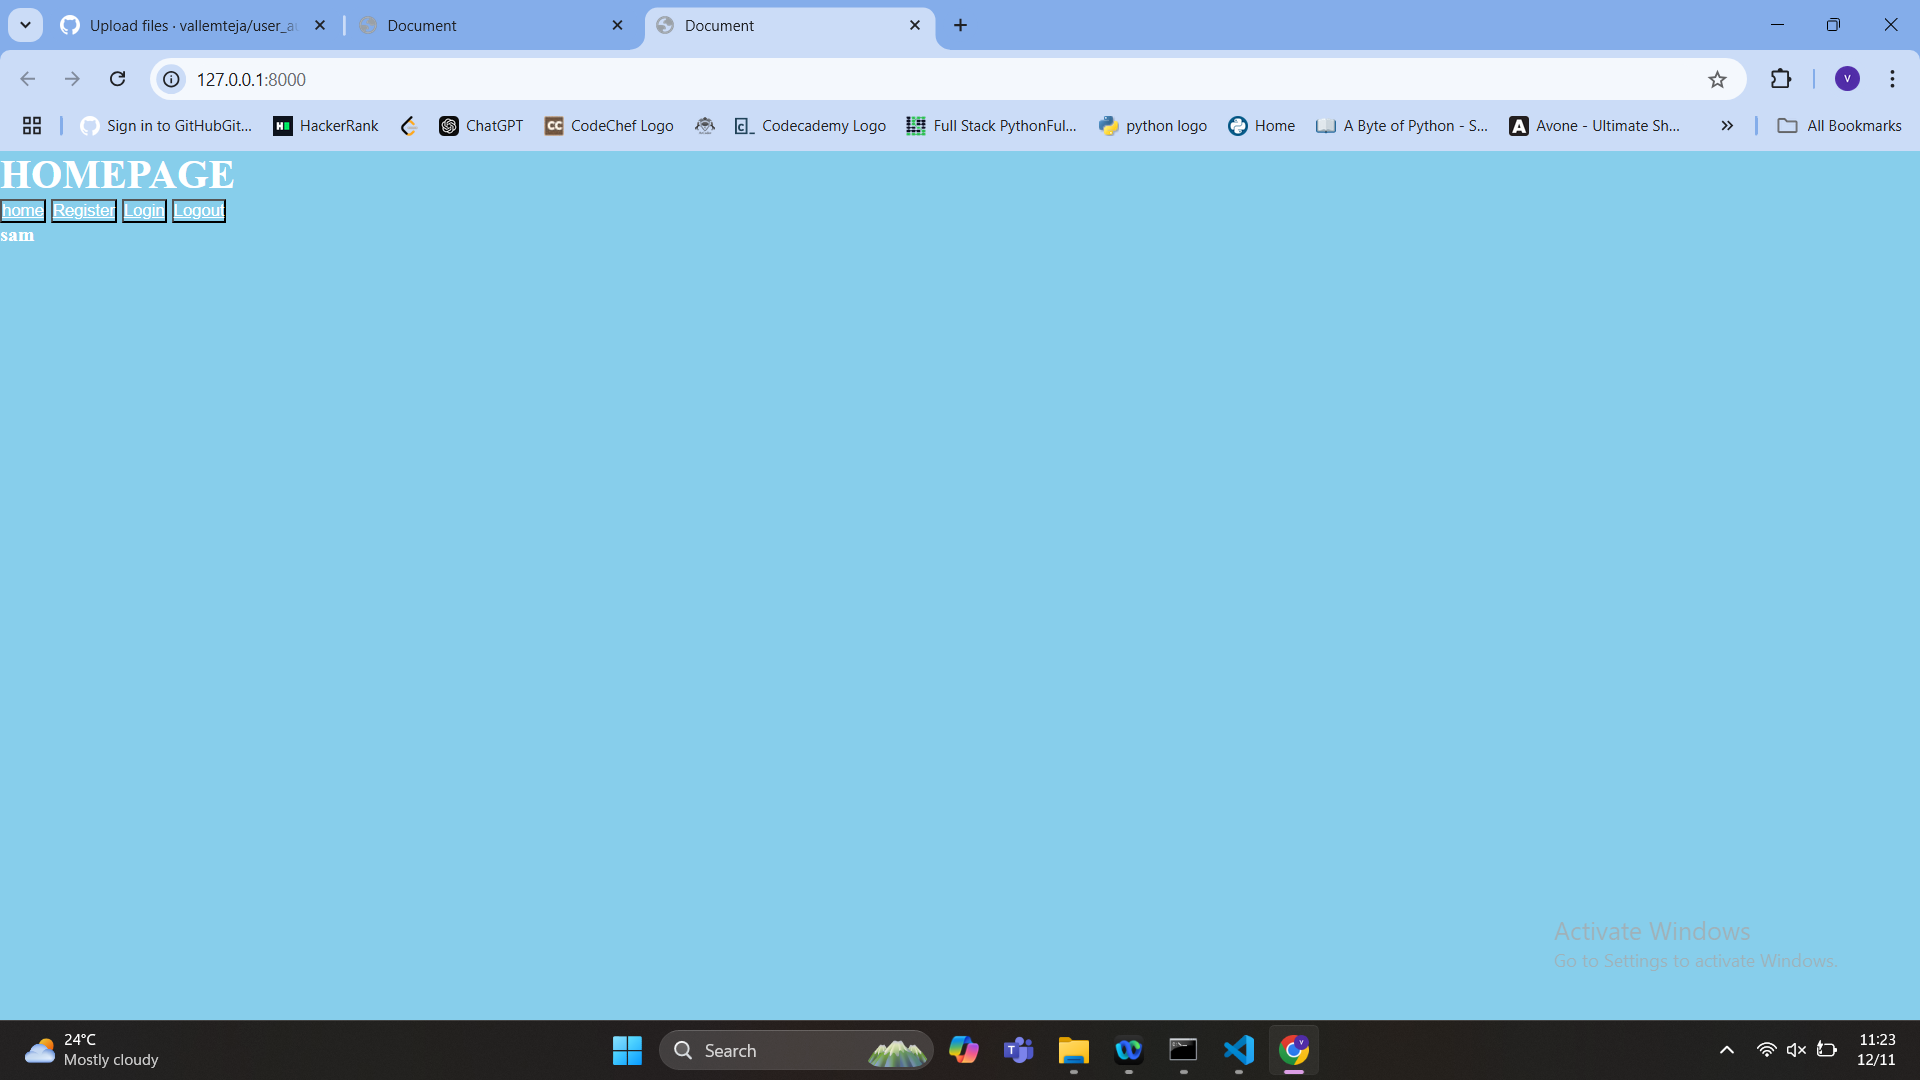 Upload files · vallemteja/user_au
Document
Document
127.0.0.1:8000
V
Sign in to GitHubGit...
HackerRank
ChatGPT
CodeChef Logo
Codecademy Logo
Full Stack PythonFul...
python logo
Home
A Byte of Python - S...
Avone - Ultimate Sh...
All Bookmarks
HOMEPAGE
home Register Login Logout
sam
Activate Windows
Go to Settings to activate Windows.
24°C
Mostly cloudy
Search
11:23
12/11